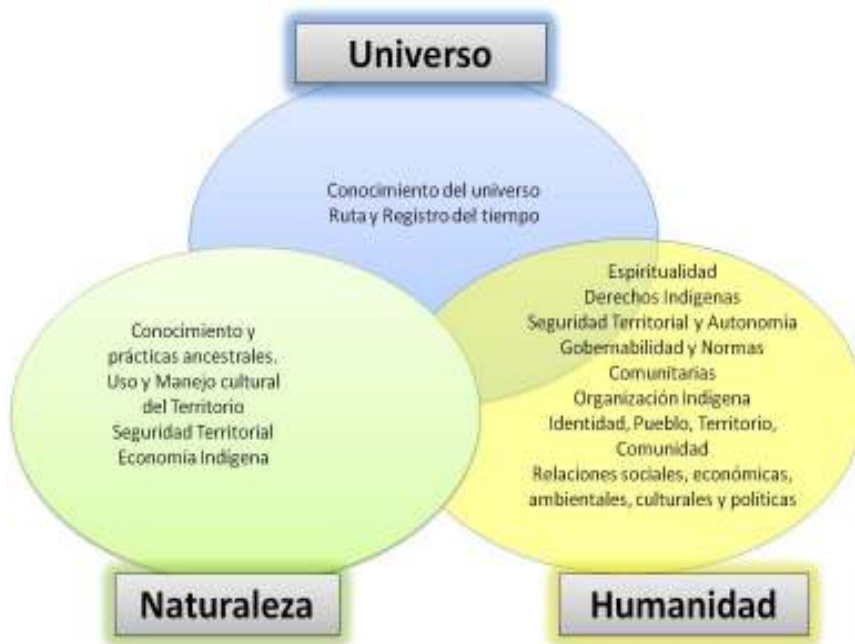 Universo
Conocimiento del universo
Ruta y Registro del tiempo
Conocimiento y
prácticas ancestrales.
Uso y Manejo cultural
del Territorio
Seguridad Territorial
Economía Indígena
Espiritualidad
Derechos Indígenas
Seguridad Territorial y Autonomía
Gobernabilidad y Normas
Comunitarias
Organización Indígena
Identidad, Pueblo, Territorio,
Comunidad
Relaciones sociales, económicas,
ambientales, culturales y políticas
Naturaleza
Humanidad